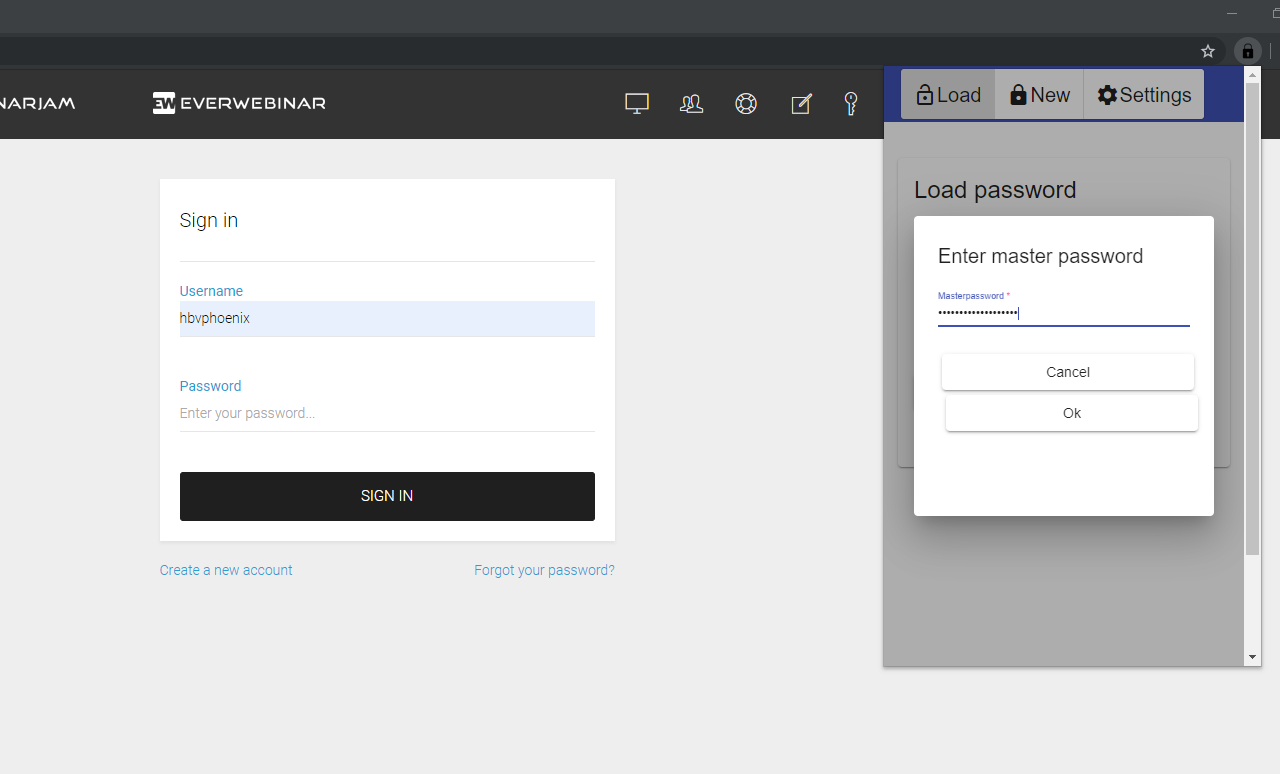 NARJAM
EW EVERWEBINAR
Sign in
Username
hbvphoenix
Password
Enter your password...
SIGN IN
Create a new account
Forgot your password?
Load
New
Settings
Load password
Enter master password
Masterpassword *
•••••••••••••••••••
Cancel
Ok